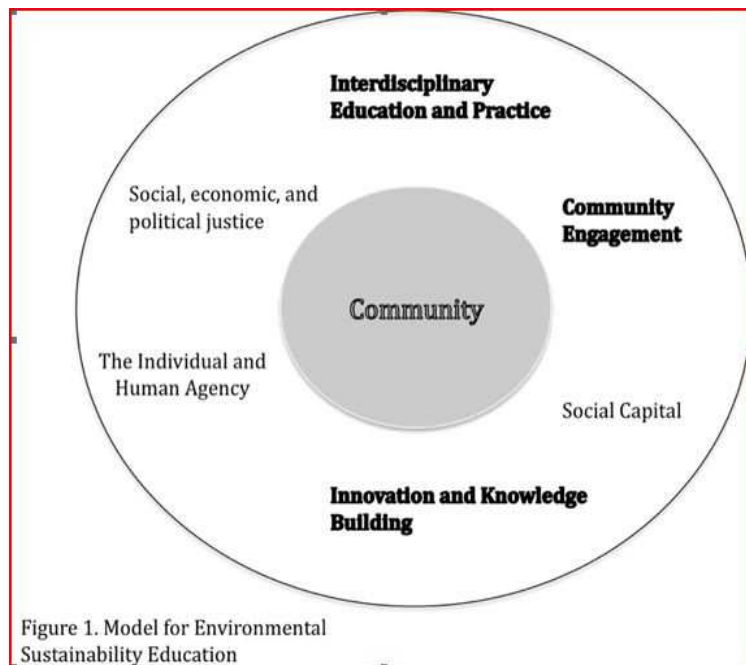 Interdisciplinary
Education and Practice
Social, economic, and
political justice
Community
Engagement
Community
The Individual and
Human Agency
Social Capital
Innovation and Knowledge
Building
Figure 1. Model for Environmental
Sustainability Education